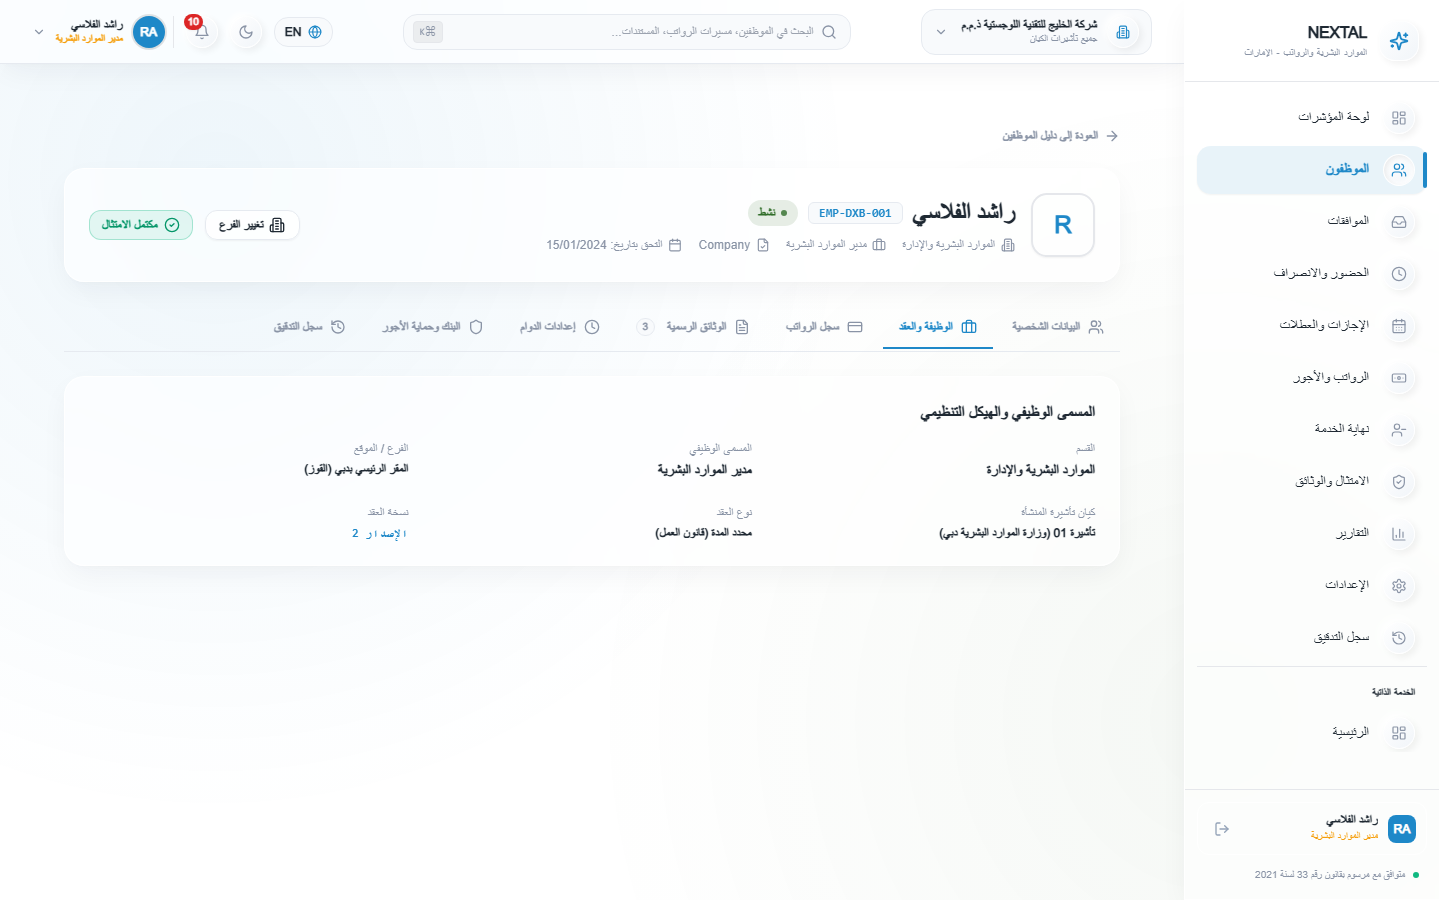 NEXTAL
الموارد البشرية والرواتب - الإمارات
شركة الخليج للتقنية اللوجستية ذ.م.م
جميع تأشيرات الكيان
البحث في الموظفين، مسيرات الرواتب، المستندات...
⌘K
EN
10
RA
راشد الفلاسي
مدير الموارد البشرية
لوحة المؤشرات
الموظفون
الموافقات
الحضور والانصراف
الإجازات والعطلات
الرواتب والأجور
نهاية الخدمة
الامتثال والوثائق
التقارير
الإعدادات
سجل التدقيق
الخدمة الذاتية
الرئيسية
RA
راشد الفلاسي
مدير الموارد البشرية
متوافق مع مرسوم بقانون رقم 33 لسنة 2021
العودة إلى دليل الموظفين
R
راشد الفلاسي
EMP-DXB-001
نشط
الموارد البشرية والإدارة
مدير الموارد البشرية
Company
التحق بتاريخ: 15/01/2024
تغيير الفرع
مكتمل الامتثال
البيانات الشخصية
الوظيفة والعقد
سجل الرواتب
الوثائق الرسمية 3
إعدادات الدوام
البنك وحماية الأجور
سجل التدقيق
المسمى الوظيفي والهيكل التنظيمي
القسم
الموارد البشرية والإدارة
المسمى الوظيفي
مدير الموارد البشرية
الفرع / الموقع
المقر الرئيسي بدبي (القوز)
كيان تأشيرة المنشأة
تأشيرة 01 (وزارة الموارد البشرية دبي)
نوع العقد
محدد المدة (قانون العمل)
نسخة العقد
الإصدار 2